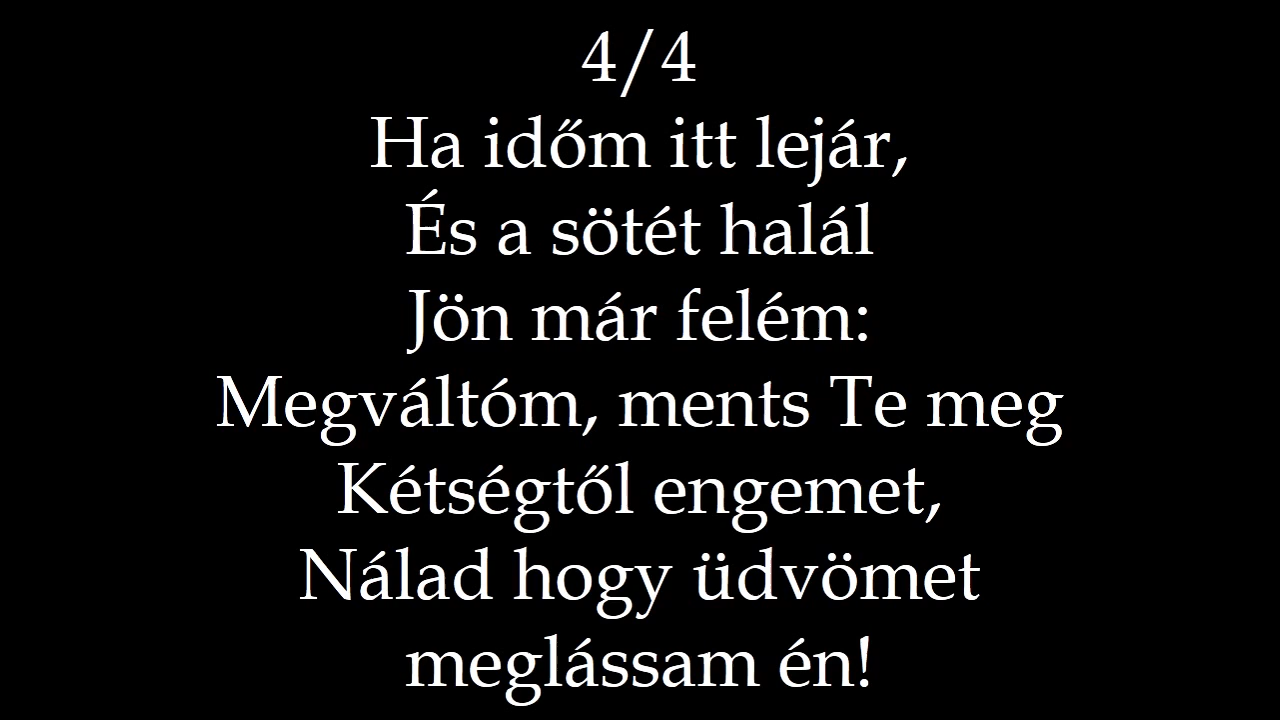 4/4
Ha időm itt lejár,
És a sötét halál
Jön már felém:
Megváltóm, ments Te meg
Kétségtől engemet,
Nálad hogy üdvömet
meglássam én!